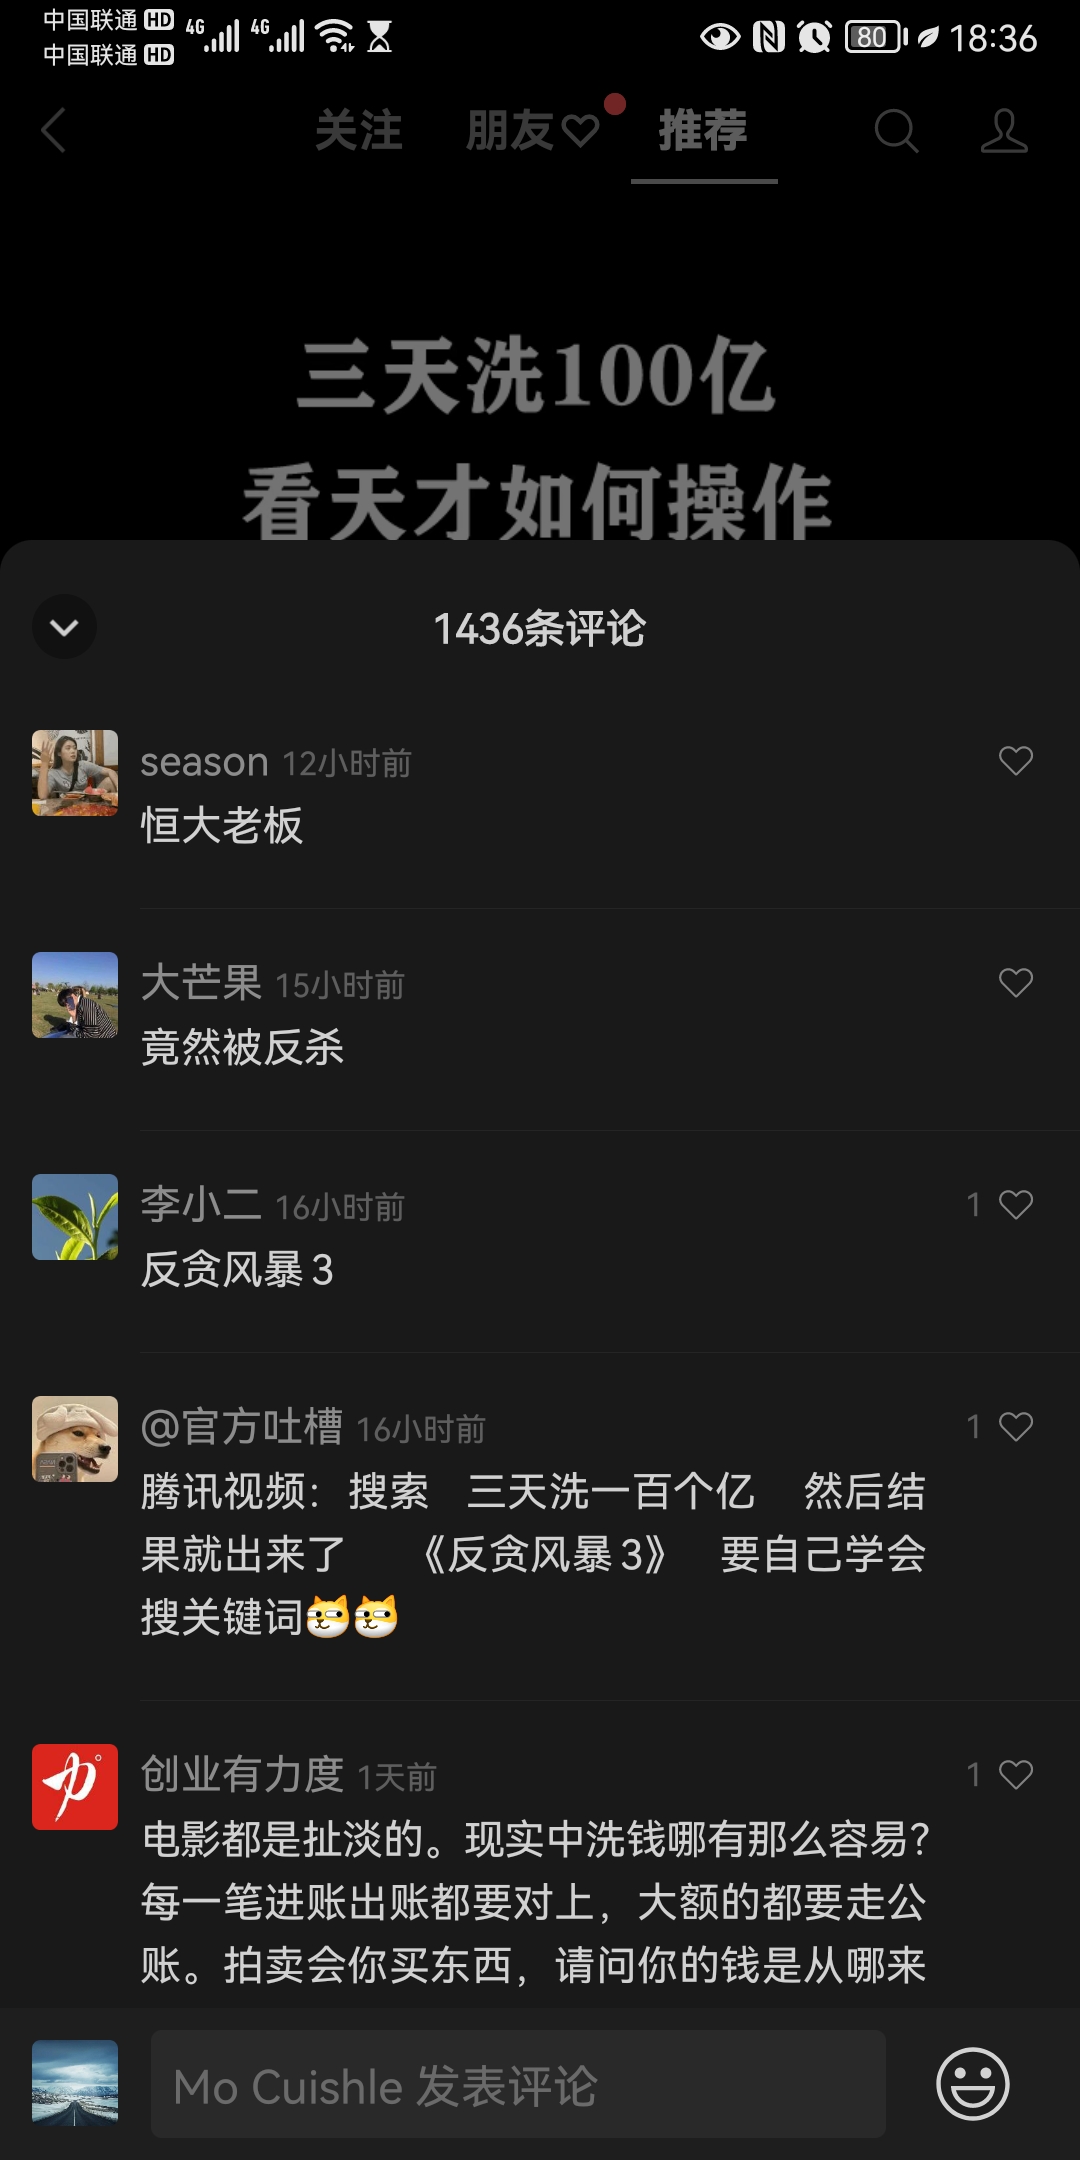 中国联通 HD 4G 4G 80 18:36
中国联通 HD
关注 朋友 推荐
三天洗100亿
看天才如何操作
1436条评论
season 12小时前
恒大老板
大芒果 15小时前
竟然被反杀
李小二 16小时前 1
反贪风暴3
@官方吐槽 16小时前 1
腾讯视频：搜索 三天洗一百个亿 然后结
果就出来了 《反贪风暴3》 要自己学会
搜关键词
创业有力度 1天前 1
电影都是扯淡的。现实中洗钱哪有那么容易？
每一笔进账出账都要对上，大额的都要走公
账。拍卖会你买东西，请问你的钱是从哪来
Mo Cuishle 发表评论